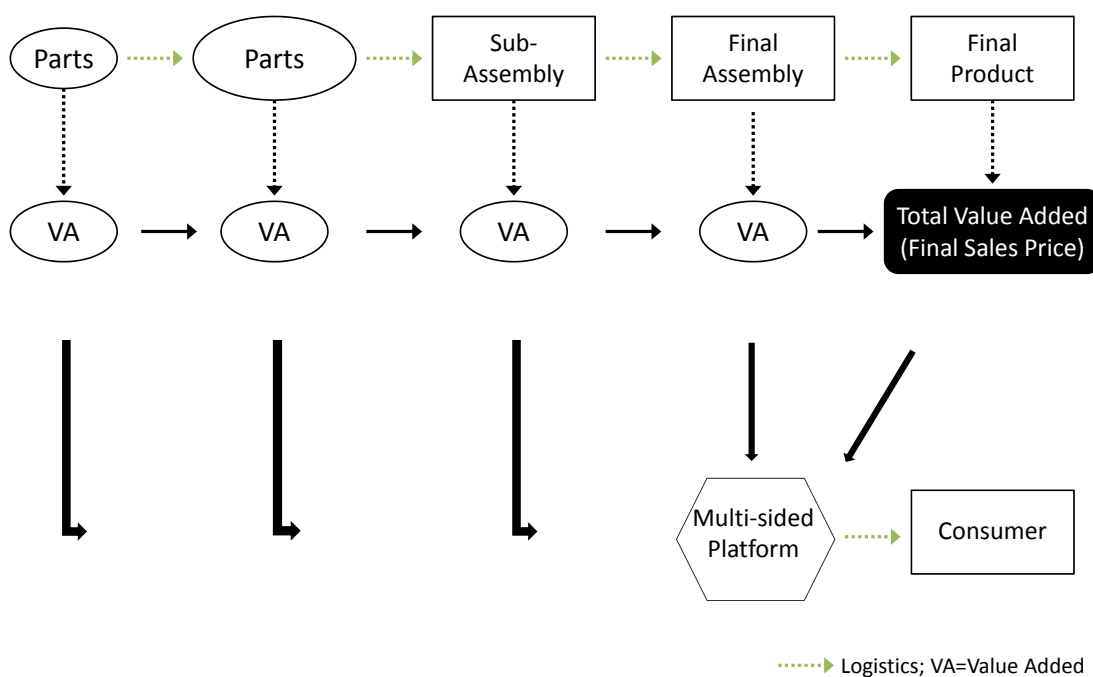 Parts
Parts
Sub-
Assembly
Final
Assembly
Final
Product
VA
VA
VA
VA
Total Value Added
(Final Sales Price)
Multi-sided
Platform
Consumer
Logistics; VA=Value Added